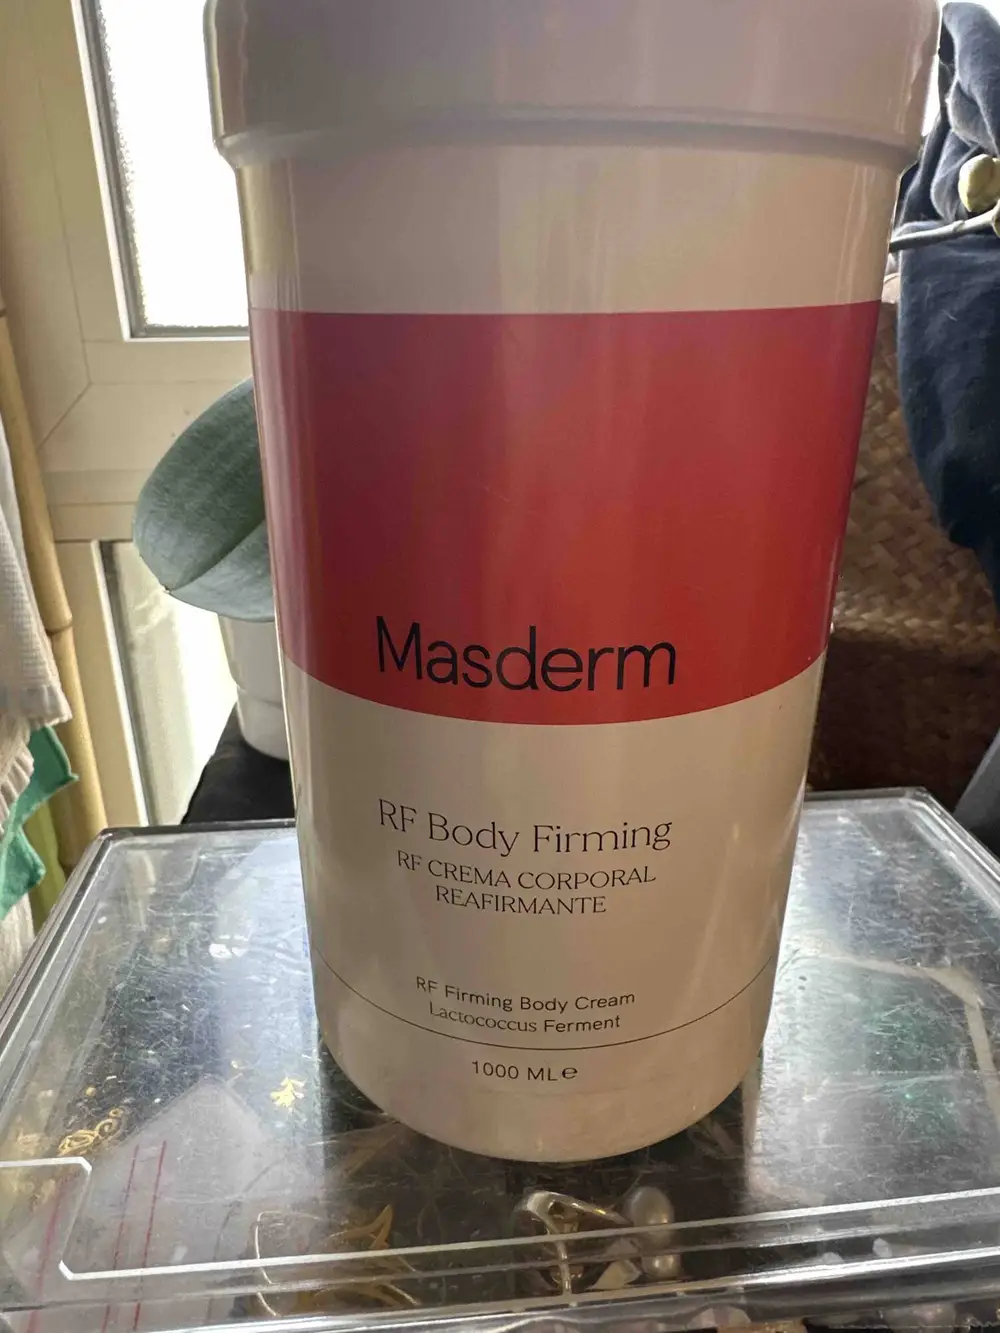 Masderm
RF Body Firming
RF CREMA CORPORAL
REAFIRMANTE
RF Firming Body Cream
Lactococcus Ferment
1000 ML℮